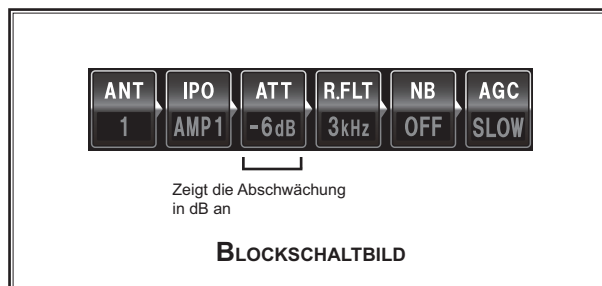 ANT IPO ATT R.FLT NB AGC
1 AMP1 -6dB 3kHz OFF SLOW
Zeigt die Abschwächung
in dB an
BLOCKSCHALTBILD